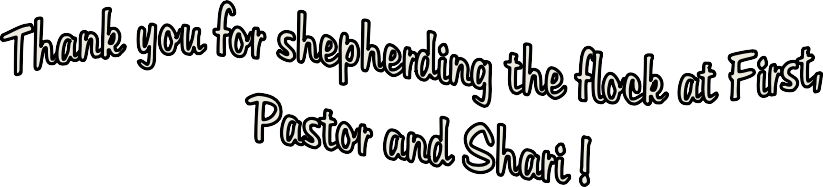 Thank you for shepherding the flock at First,
Pastor and Shari !